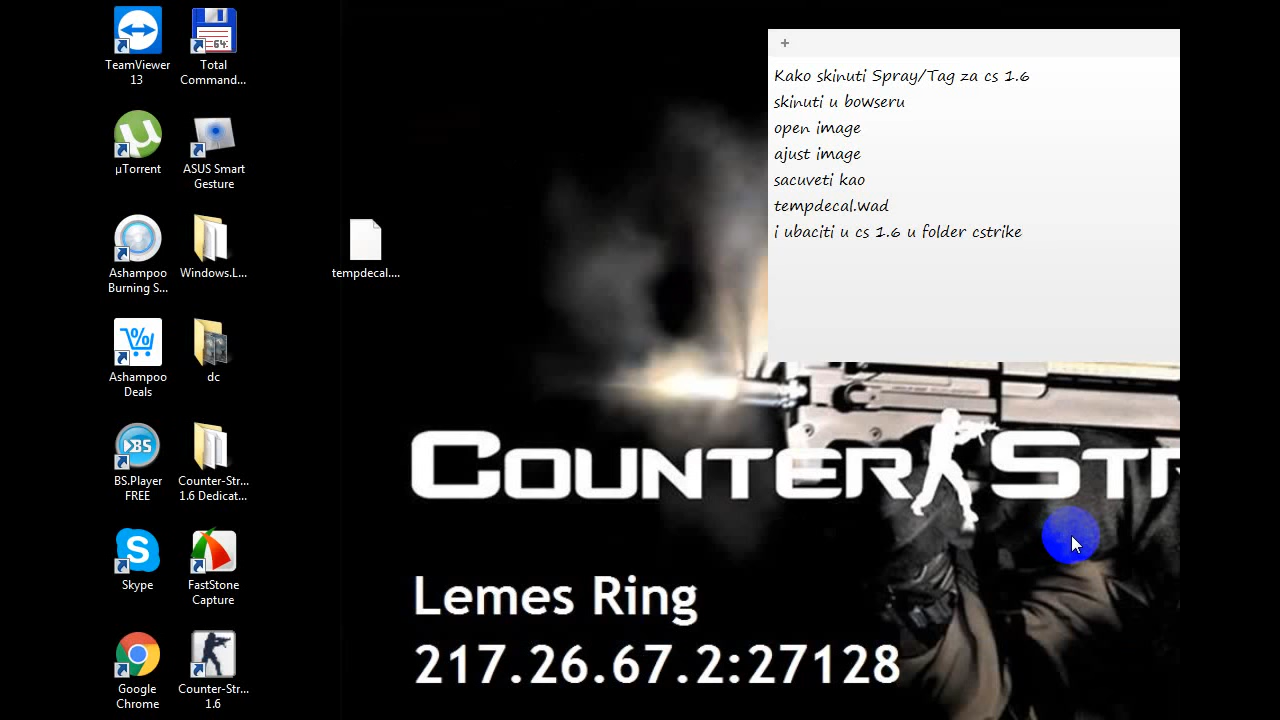 TeamViewer
13
Total
Command...
64
µTorrent
ASUS Smart
Gesture
Ashampoo
Burning S...
Windows.L...
tempdecal....
Ashampoo
Deals
dc
BS
BS.Player
FREE
Counter-Str...
1.6 Dedicat...
Skype
FastStone
Capture
Google
Chrome
Counter-Str...
1.6
+
Kako skinuti Spray/Tag za cs 1.6
skinuti u bowseru
open image
ajust image
sacuveti kao
tempdecal.wad
i ubaciti u cs 1.6 u folder cstrike
COUNTER STR
Lemes Ring
217.26.67.2:27128